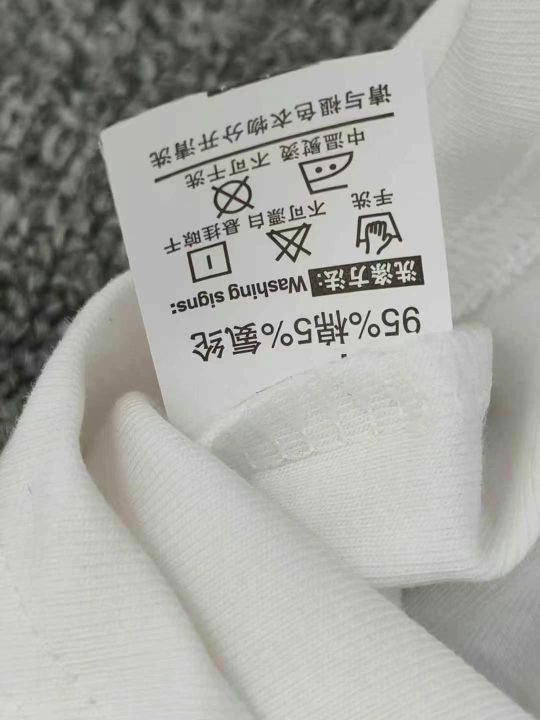 95%棉5%氨纶
洗涤方法: Washing signs:
手洗 不可漂白 悬挂晾干
中温熨烫 不可干洗
请与褪色衣物分开清洗